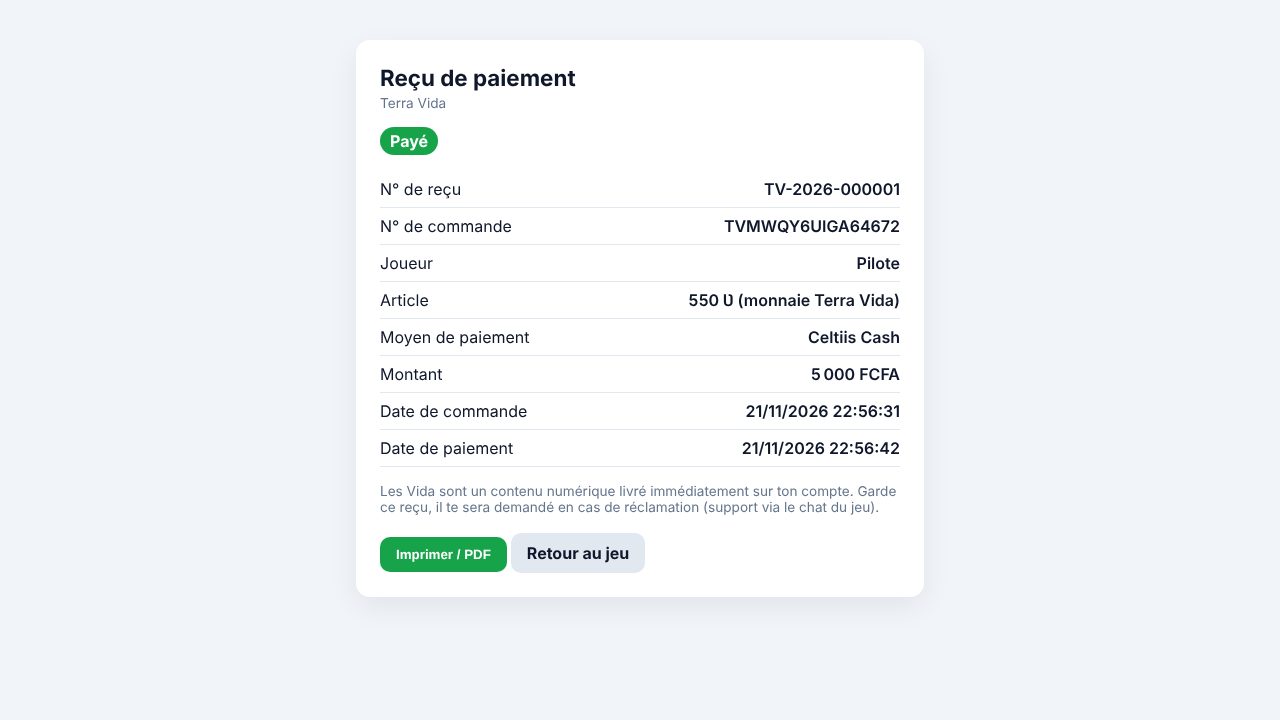 Reçu de paiement
Terra Vida
Payé
N° de reçu TV-2026-000001
N° de commande TVMWQY6UIGA64672
Joueur Pilote
Article 550 Ʋ (monnaie Terra Vida)
Moyen de paiement Celtiis Cash
Montant 5 000 FCFA
Date de commande 21/11/2026 22:56:31
Date de paiement 21/11/2026 22:56:42
Les Vida sont un contenu numérique livré immédiatement sur ton compte. Garde
ce reçu, il te sera demandé en cas de réclamation (support via le chat du jeu).
Imprimer / PDF Retour au jeu